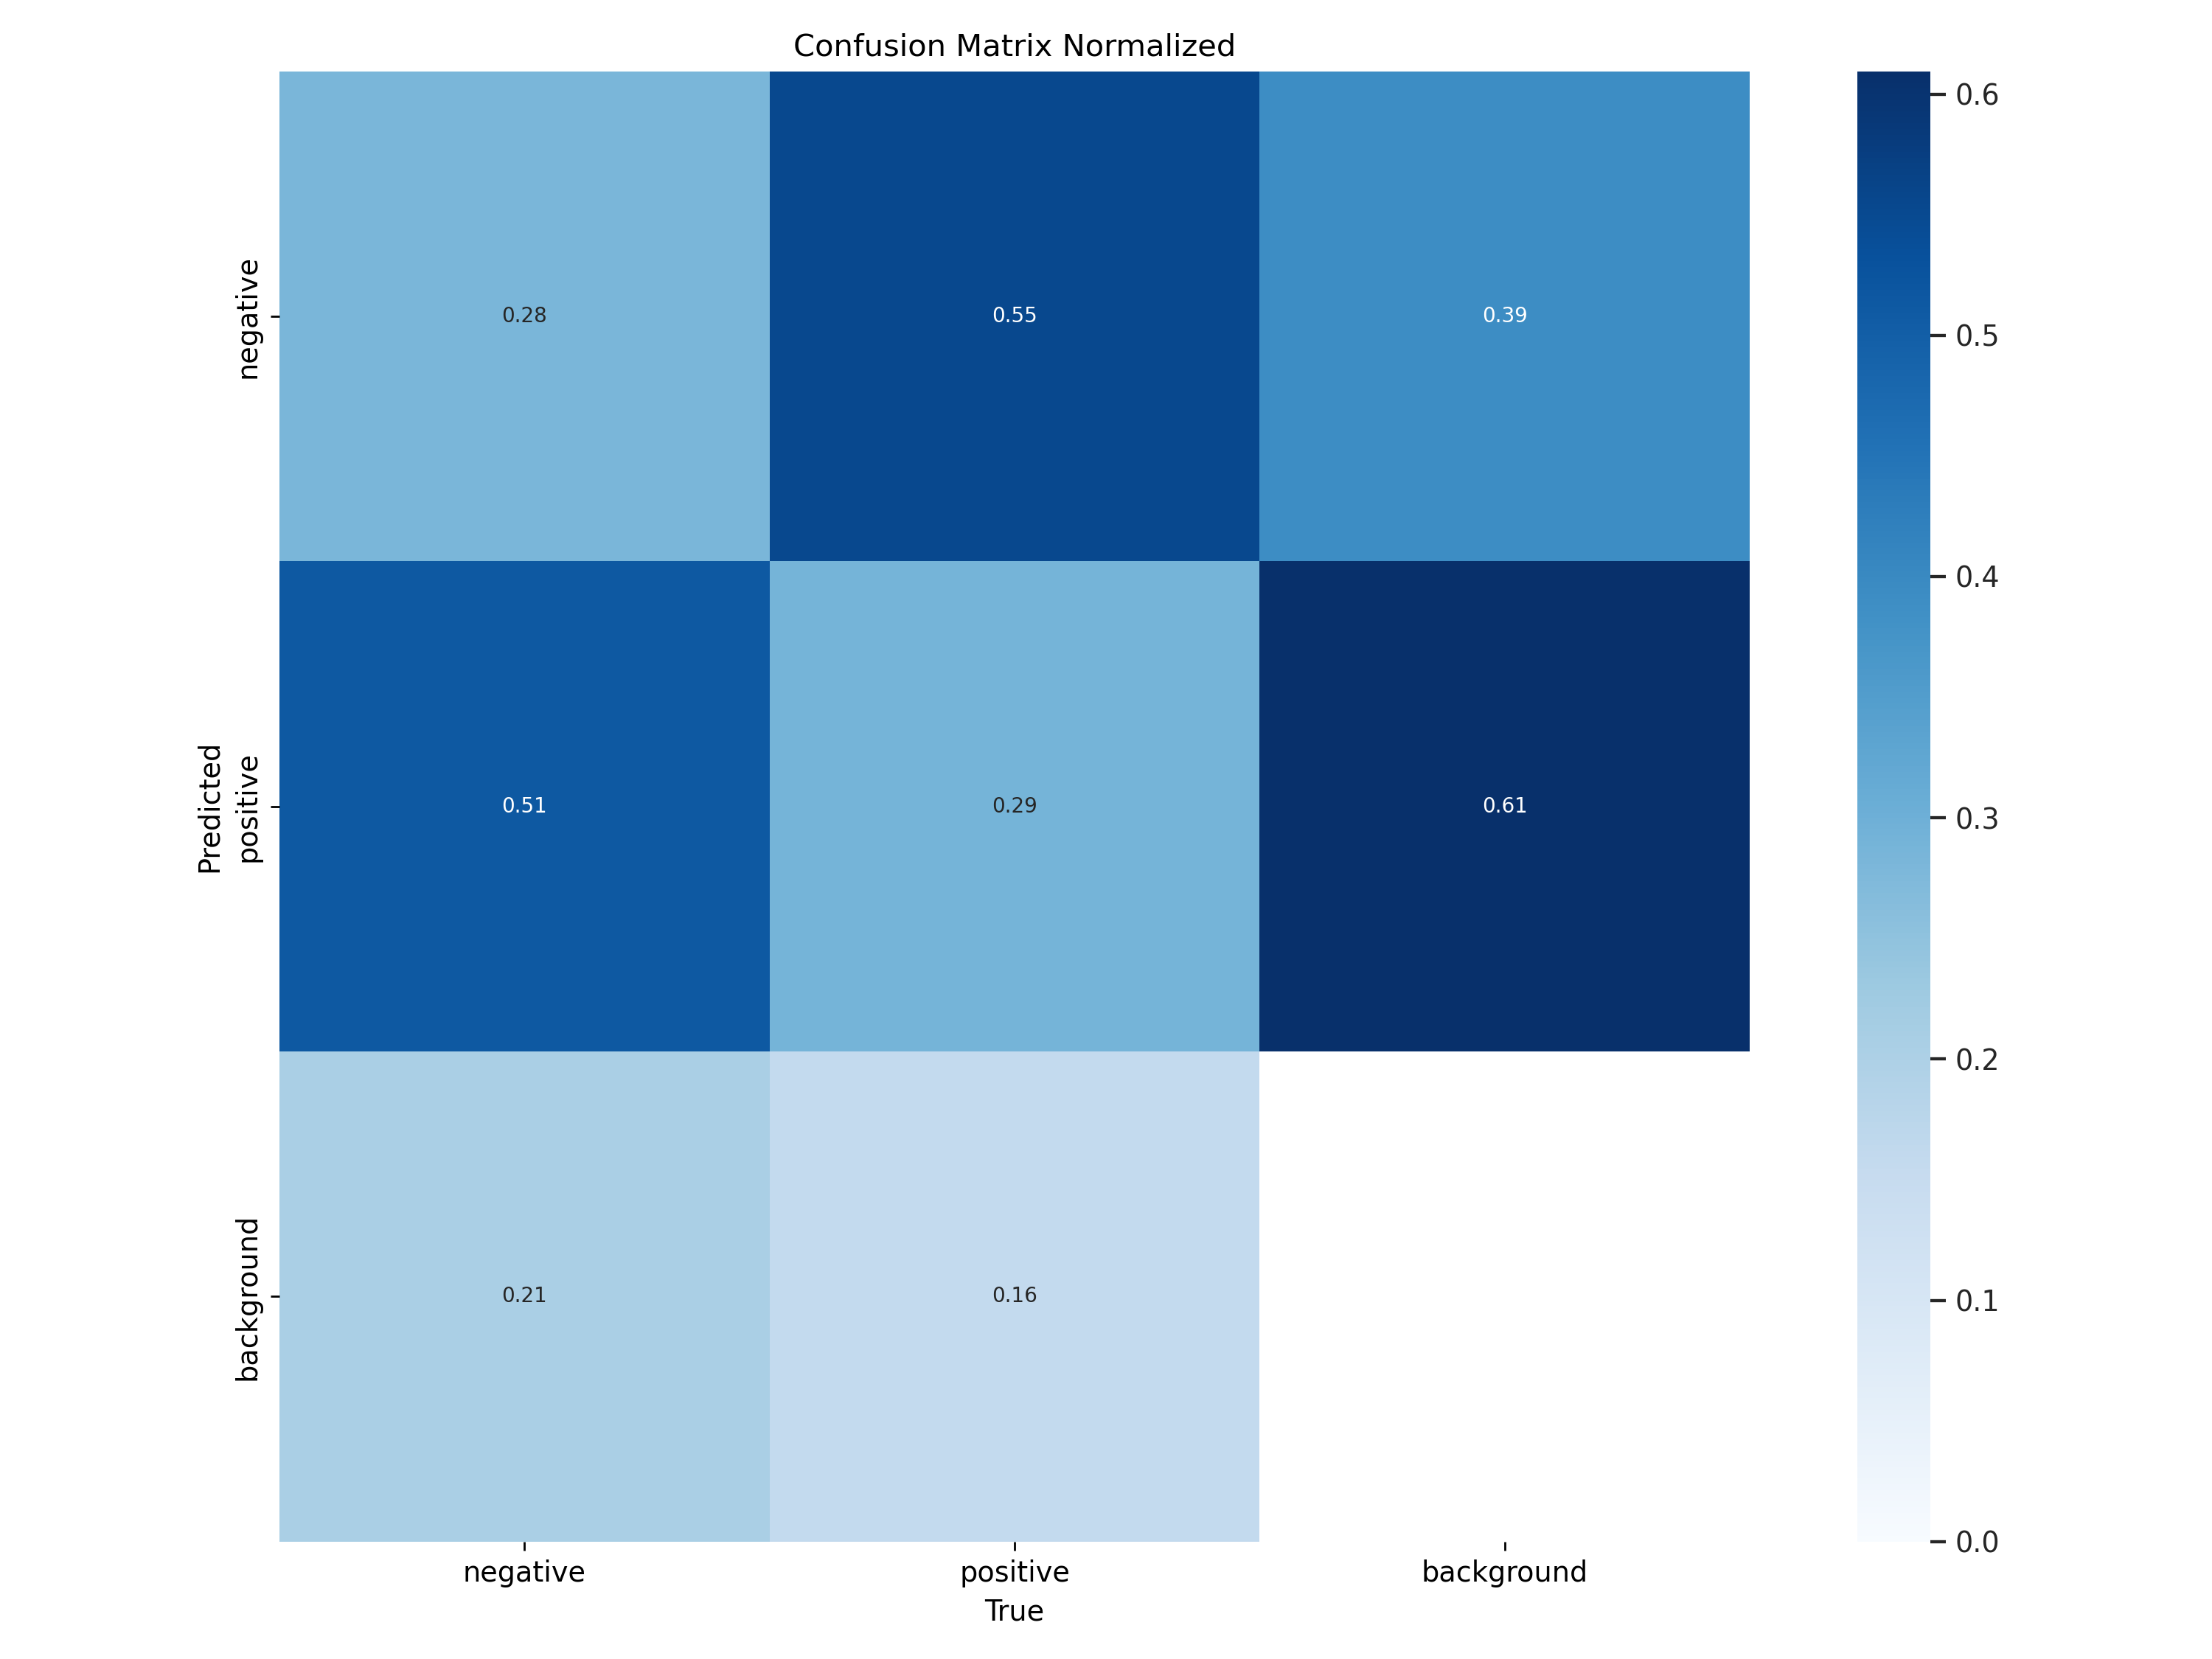 Confusion Matrix Normalized
negative
0.28
0.55
0.39
Predicted
positive
0.51
0.29
0.61
background
0.21
0.16
negative
positive
background
True
0.6
0.5
0.4
0.3
0.2
0.1
0.0